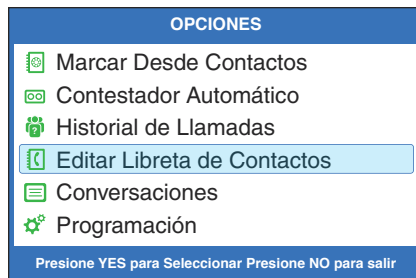 OPCIONES
Marcar Desde Contactos
Contestador Automático
Historial de Llamadas
Editar Libreta de Contactos
Conversaciones
Programación
Presione YES para Seleccionar Presione NO para salir